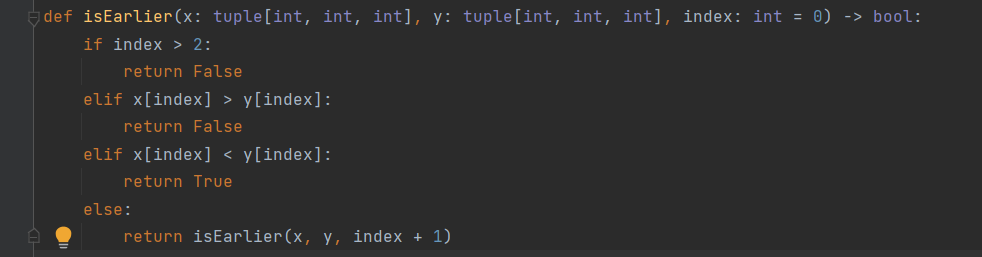 def isEarlier(x: tuple[int, int, int], y: tuple[int, int, int], index: int = 0) -> bool:
    if index > 2:
        return False
    elif x[index] > y[index]:
        return False
    elif x[index] < y[index]:
        return True
    else:
        return isEarlier(x, y, index + 1)